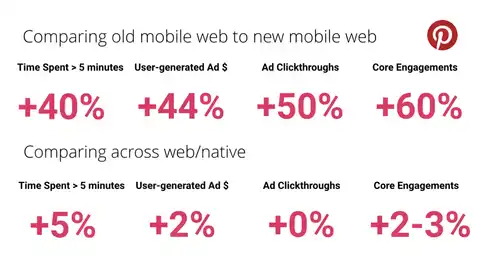 Comparing old mobile web to new mobile web
Time Spent > 5 minutes User-generated Ad $ Ad Clickthroughs Core Engagements
+40% +44% +50% +60%
Comparing across web/native
Time Spent > 5 minutes User-generated Ad $ Ad Clickthroughs Core Engagements
+5% +2% +0% +2-3%